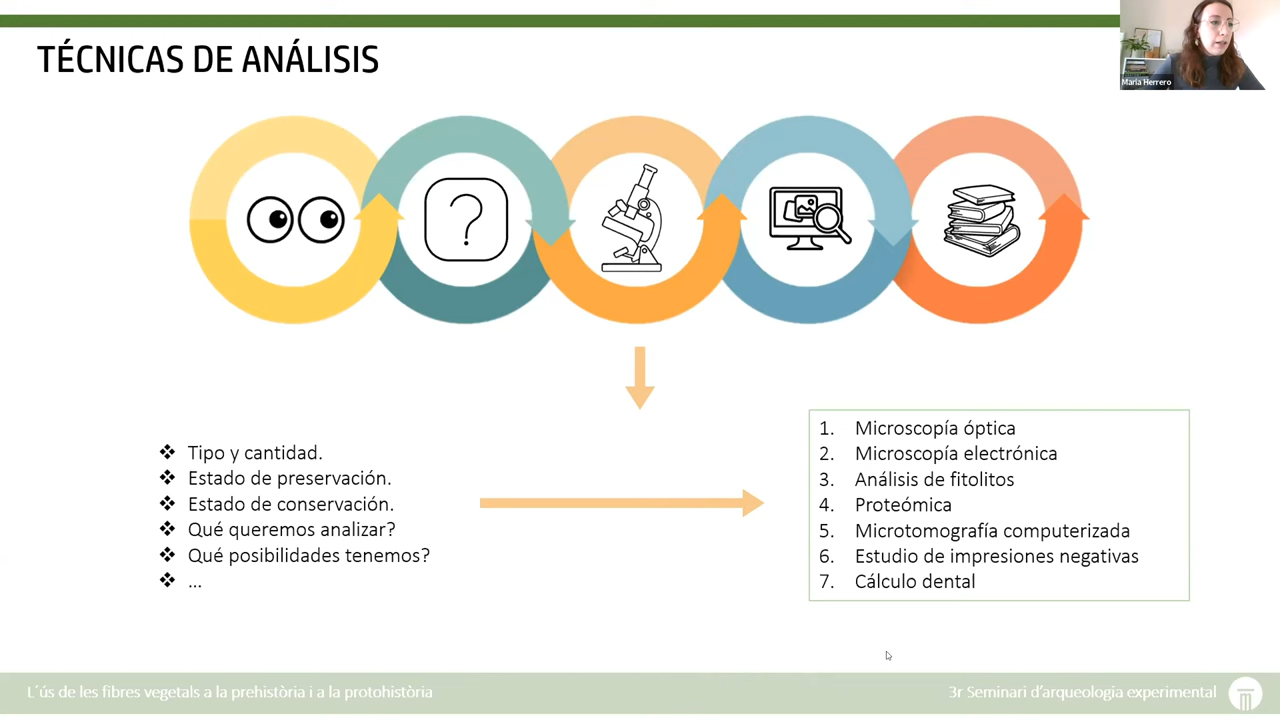 TÉCNICAS DE ANÁLISIS
María Herrero
?
❖ Tipo y cantidad.
❖ Estado de preservación.
❖ Estado de conservación.
❖ Qué queremos analizar?
❖ Qué posibilidades tenemos?
❖ ...
1. Microscopía óptica
2. Microscopía electrónica
3. Análisis de fitolitos
4. Proteómica
5. Microtomografía computerizada
6. Estudio de impresiones negativas
7. Cálculo dental
L´ús de les fibres vegetals a la prehistòria i a la protohistòria
3r Seminari d'arqueologia experimental